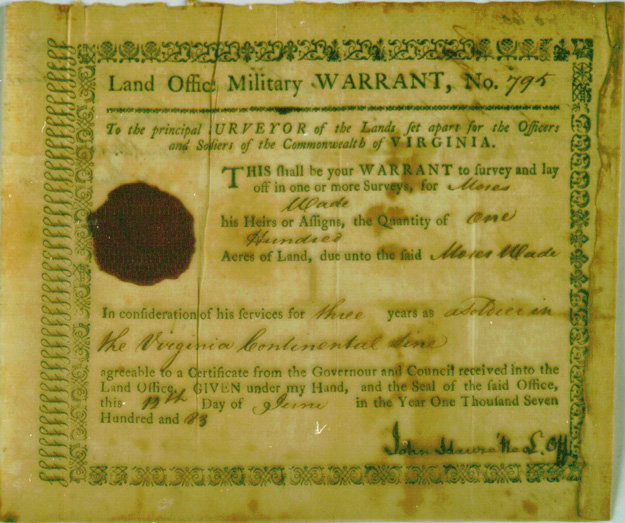 Land Office Military WARRANT, No. 795
To the principal SURVEYOR of the Lands ſet apart for the Officers
and Soldiers of the Commonwealth of VIRGINIA.
THIS ſhall be your WARRANT to ſurvey and lay
off in one or more Surveys, for Moses
Wade
his Heirs or Aſſigns, the Quantity of One
Hundred
Acres of Land, due unto the ſaid Moses Wade
In conſideration of his ſervices for three years as a Soldier in
the Virginia Continental line
agreeable to a Certificate from the Governour and Council received into the
Land Office. GIVEN under my Hand, and the Seal of the ſaid Office,
this Day of June in the Year One Thouſand Seven
Hundred and 83
John Off